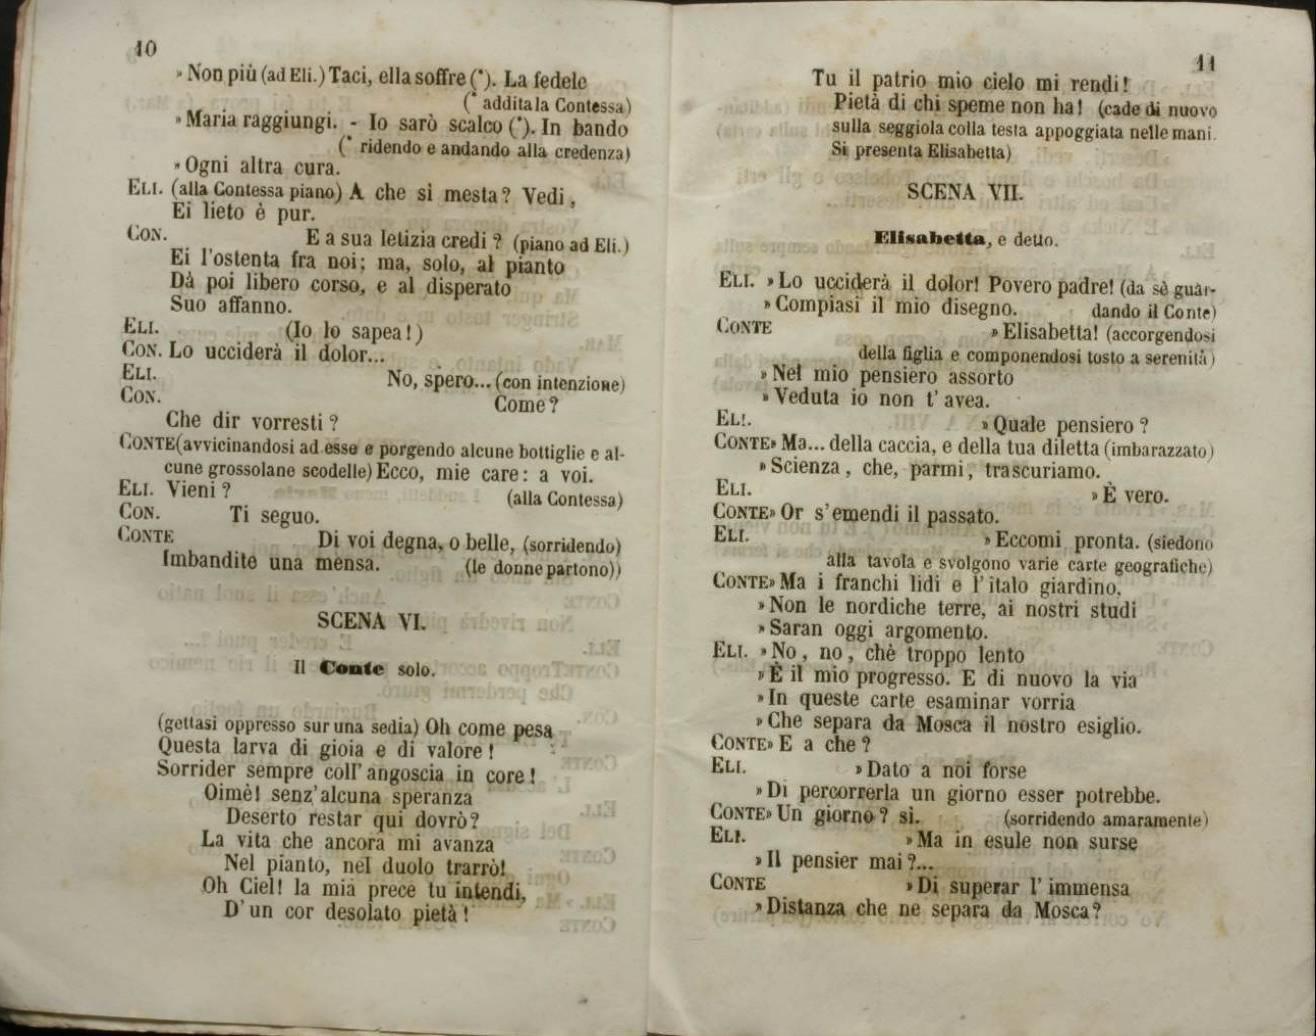 10
» Non più (ad Eli.) Taci, ella soffre (*). La fedele
(* addita la Contessa)
» Maria raggiungi. - Io sarò scalco (*). In bando
(* ridendo e andando alla credenza)
» Ogni altra cura.
ELI. (alla Contessa piano) A che sì mesta? Vedi,
Ei lieto è pur.
CON. E a sua letizia credi? (piano ad Eli.)
Ei l'ostenta fra noi; ma, solo, al pianto
Dà poi libero corso, e al disperato
Suo affanno.
ELI. (Io lo sapea!)
CON. Lo ucciderà il dolor...
ELI. No, spero... (con intenzione)
CON. Come?
Che dir vorresti?
CONTE (avvicinandosi ad esse e porgendo alcune bottiglie e al-
cune grossolane scodelle) Ecco, mie care: a voi.
ELI. Vieni? (alla Contessa)
CON. Ti seguo.
CONTE Di voi degna, o belle, (sorridendo)
Imbandite una mensa. (le donne partono))
SCENA VI.
Il Conte solo.
(gettasi oppresso sur una sedia) Oh come pesa
Questa larva di gioia e di valore!
Sorrider sempre coll'angoscia in core!
Oimè! senz'alcuna speranza
Deserto restar qui dovrò?
La vita che ancora mi avanza
Nel pianto, nel duolo trarrò!
Oh Ciel! la mia prece tu intendi,
D'un cor desolato pietà!
11
Tu il patrio mio cielo mi rendi!
Pietà di chi speme non ha! (cade di nuovo
sulla seggiola colla testa appoggiata nelle mani.
Si presenta Elisabetta)
SCENA VII.
Elisabetta, e detto.
ELI. » Lo ucciderà il dolor! Povero padre! (da sè guar-
» Compiasi il mio disegno. dando il Conte)
CONTE » Elisabetta! (accorgendosi
della figlia e componendosi tosto a serenità)
» Nel mio pensiero assorto
» Veduta io non t'avea.
ELI. » Quale pensiero?
CONTE» Ma... della caccia, e della tua diletta (imbarazzato)
» Scienza, che, parmi, trascuriamo.
ELI. » È vero.
CONTE» Or s'emendi il passato.
ELI. » Eccomi pronta. (siedono
alla tavola e svolgono varie carte geografiche)
CONTE» Ma i franchi lidi e l'italo giardino,
» Non le nordiche terre, ai nostri studi
» Saran oggi argomento.
ELI. » No, no, chè troppo lento
» È il mio progresso. E di nuovo la via
» In queste carte esaminar vorria
» Che separa da Mosca il nostro esiglio.
CONTE» E a che?
ELI. » Dato a noi forse
» Di percorrerla un giorno esser potrebbe.
CONTE» Un giorno? sì. (sorridendo amaramente)
ELI. » Ma in esule non surse
» Il pensier mai?...
CONTE » Di superar l'immensa
» Distanza che ne separa da Mosca?